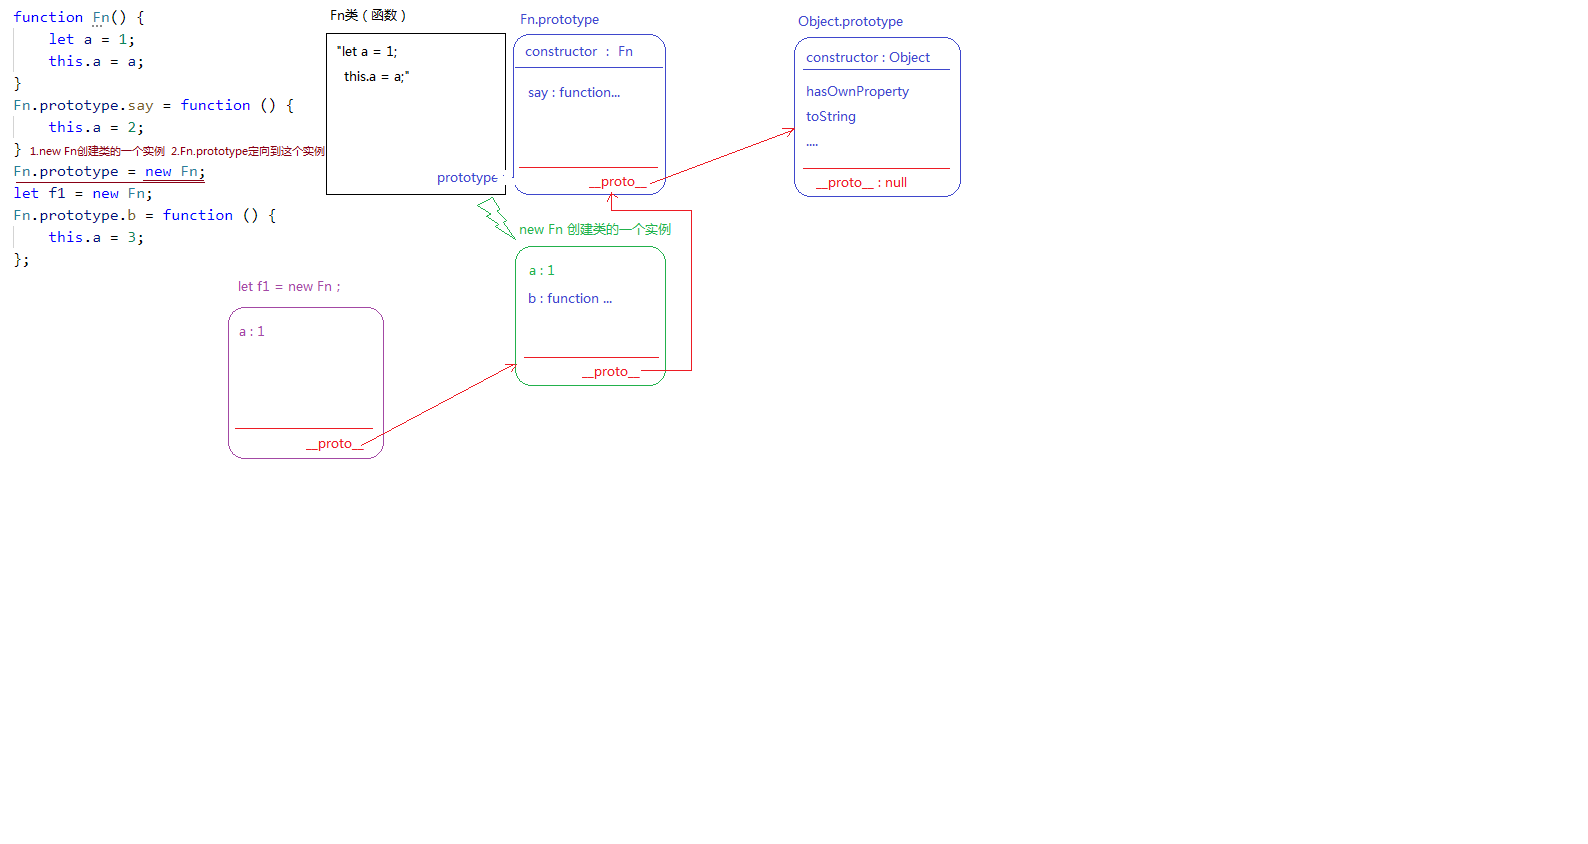 function Fn() {
    let a = 1;
    this.a = a;
}
Fn.prototype.say = function () {
    this.a = 2;
} 1.new Fn创建类的一个实例 2.Fn.prototype定向到这个实例
Fn.prototype = new Fn;
let f1 = new Fn;
Fn.prototype.b = function () {
    this.a = 3;
};
Fn类 ( 函数 )
"let a = 1;
this.a = a;"
prototype
Fn.prototype
constructor : Fn
say : function...
__proto__
Object.prototype
constructor : Object
hasOwnProperty
toString
....
__proto__ : null
new Fn 创建类的一个实例
a : 1
b : function ...
__proto__
let f1 = new Fn ;
a : 1
__proto__